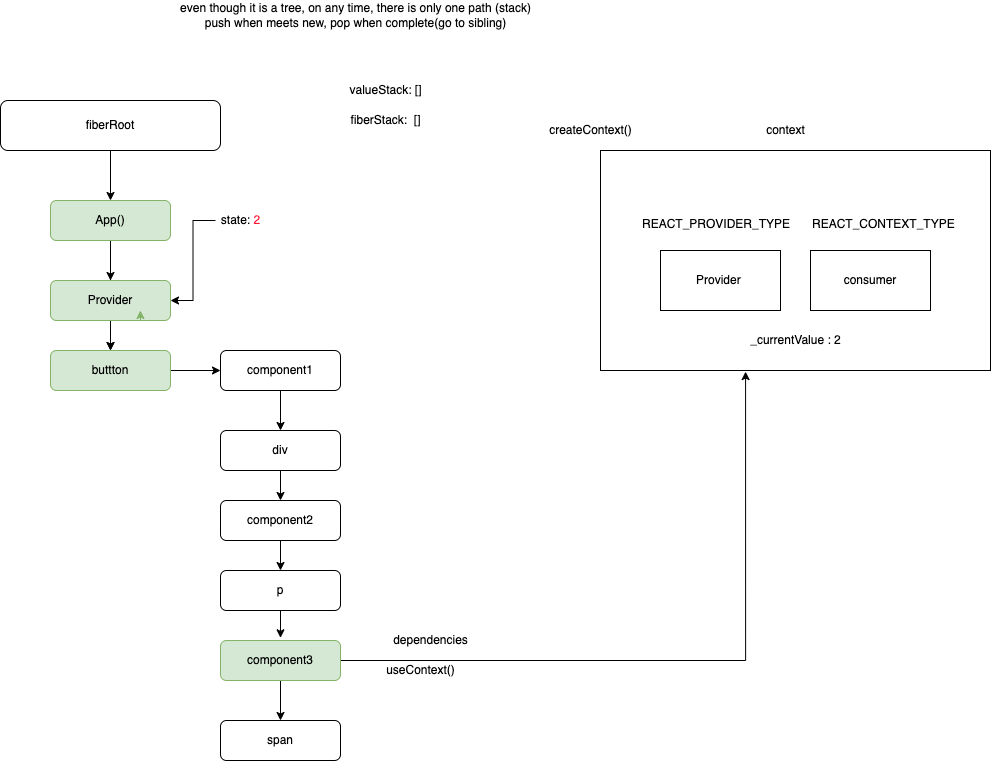 even though it is a tree, on any time, there is only one path (stack)
push when meets new, pop when complete(go to sibling)
valueStack: []
fiberStack: []
fiberRoot
createContext()
context
App()
state: 2
REACT_PROVIDER_TYPE
REACT_CONTEXT_TYPE
Provider
Provider
consumer
_currentValue : 2
buttton
component1
div
component2
p
component3
dependencies
useContext()
span